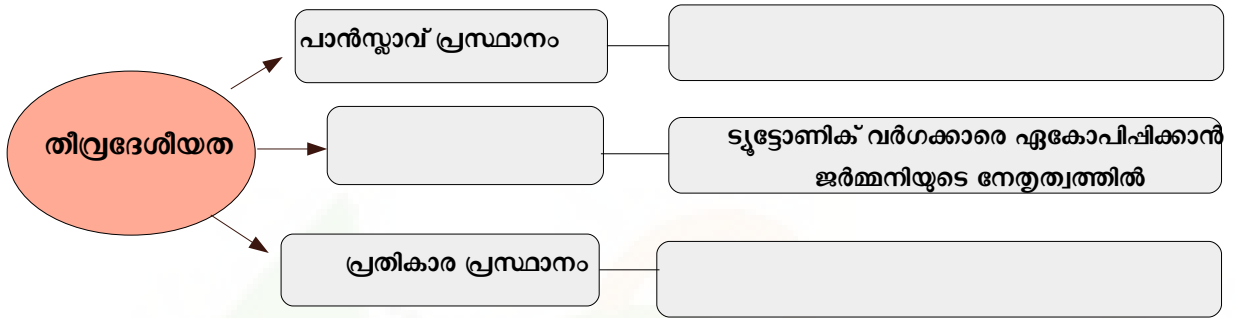 പാൻസ്ലാവ് പ്രസ്ഥാനം
തീവ്രദേശീയത
ട്യൂട്ടോണിക് വർഗക്കാരെ ഏകോപിപ്പിക്കാൻ
ജർമ്മനിയുടെ നേതൃത്വത്തിൽ
പ്രതികാര പ്രസ്ഥാനം